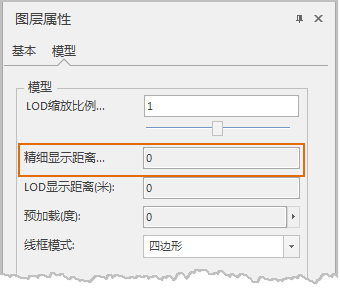 图层属性
基本 模型
模型
LOD缩放比例... 1
精细显示距离... 0
LOD显示距离(米): 0
预加载(度): 0
线框模式: 四边形